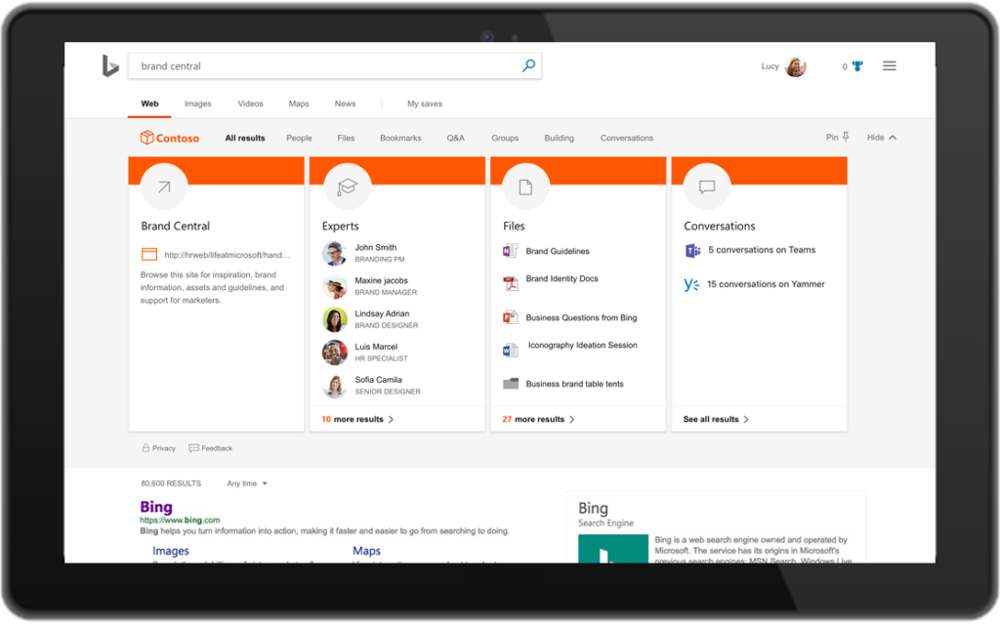 brand central
Lucy
0
Web Images Videos Maps News My saves
Contoso All results People Files Bookmarks Q&A Groups Building Conversations Pin Hide
Brand Central
http://hrweb/lifeatmicrosoft/hand...
Browse this site for inspiration, brand
information, assets and guidelines, and
support for marketers.
Experts
John Smith
BRANDING PM
Maxine jacobs
BRAND MANAGER
Lindsay Adrian
BRAND DESIGNER
Luis Marcel
HR SPECIALIST
Sofia Camila
SENIOR DESIGNER
10 more results
Files
Brand Guidelines
Brand Identity Docs
Business Questions from Bing
Iconography Ideation Session
Business brand table tents
27 more results
Conversations
5 conversations on Teams
15 conversations on Yammer
See all results
Privacy Feedback
80,600 RESULTS Any time
Bing
https://www.bing.com
Bing helps you turn information into action, making it faster and easier to go from searching to doing.
Images Maps
Bing
Search Engine
Bing is a web search engine owned and operated by
Microsoft. The service has its origins in Microsoft's
previous search engines: MSN Search, Windows Live